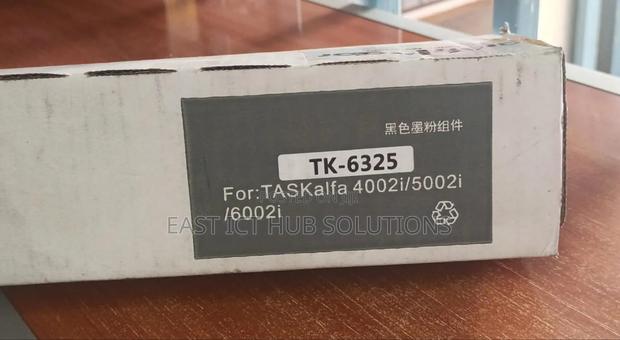 黑色墨粉组件
TK-6325
For:TASKalfa 4002i/5002i
/6002i
EAST ICT HUB SOLUTIONS